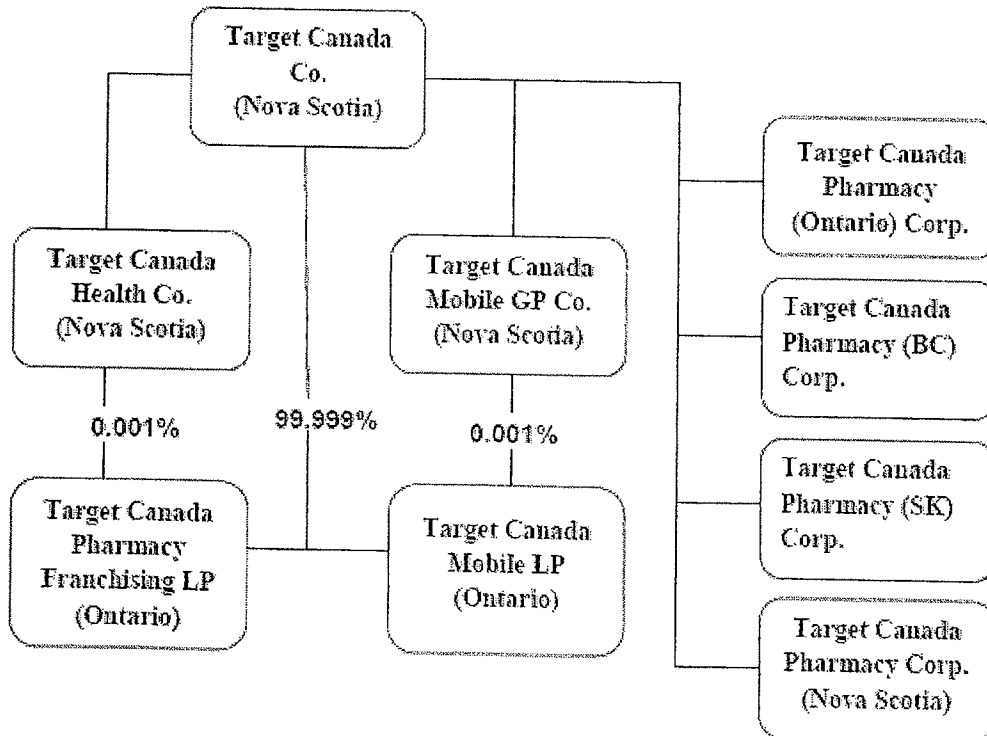 Target Canada
Co.
(Nova Scotia)
Target Canada
Health Co.
(Nova Scotia)
Target Canada
Mobile GP Co.
(Nova Scotia)
0.001%
99.999%
0.001%
Target Canada
Pharmacy
Franchising LP
(Ontario)
Target Canada
Mobile LP
(Ontario)
Target Canada
Pharmacy
(Ontario) Corp.
Target Canada
Pharmacy (BC)
Corp.
Target Canada
Pharmacy (SK)
Corp.
Target Canada
Pharmacy Corp.
(Nova Scotia)